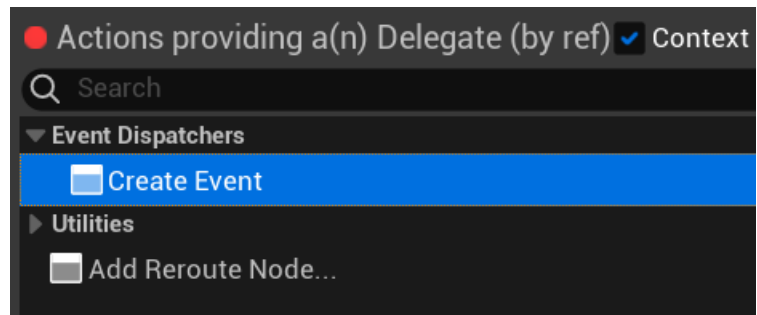 Actions providing a(n) Delegate (by ref) Context
Search
Event Dispatchers
Create Event
Utilities
Add Reroute Node...